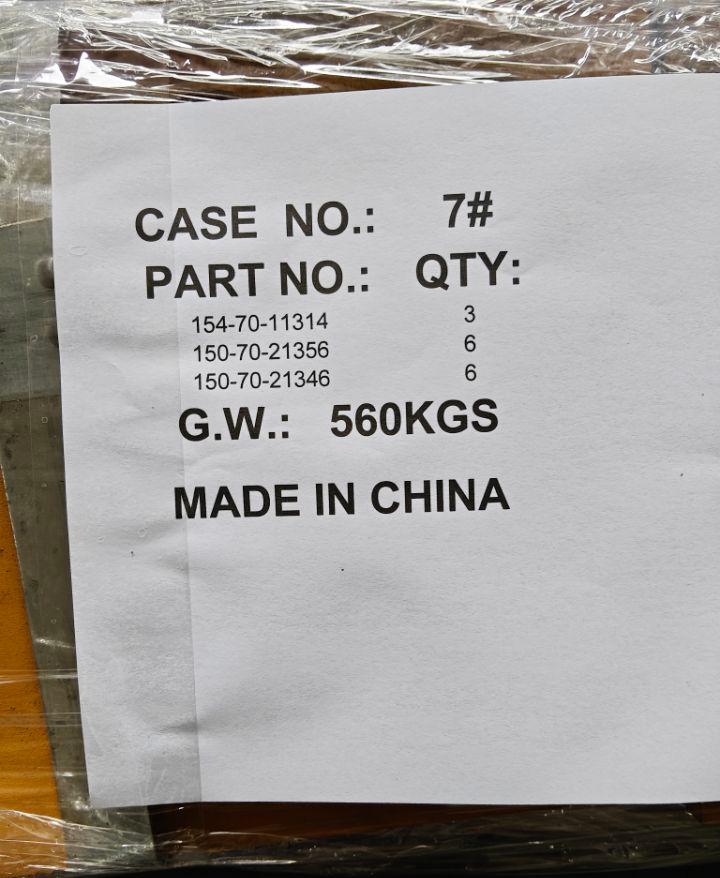 CASE NO.: 7#
PART NO.: QTY:
154-70-11314 3
150-70-21356 6
150-70-21346 6
G.W.: 560KGS
MADE IN CHINA